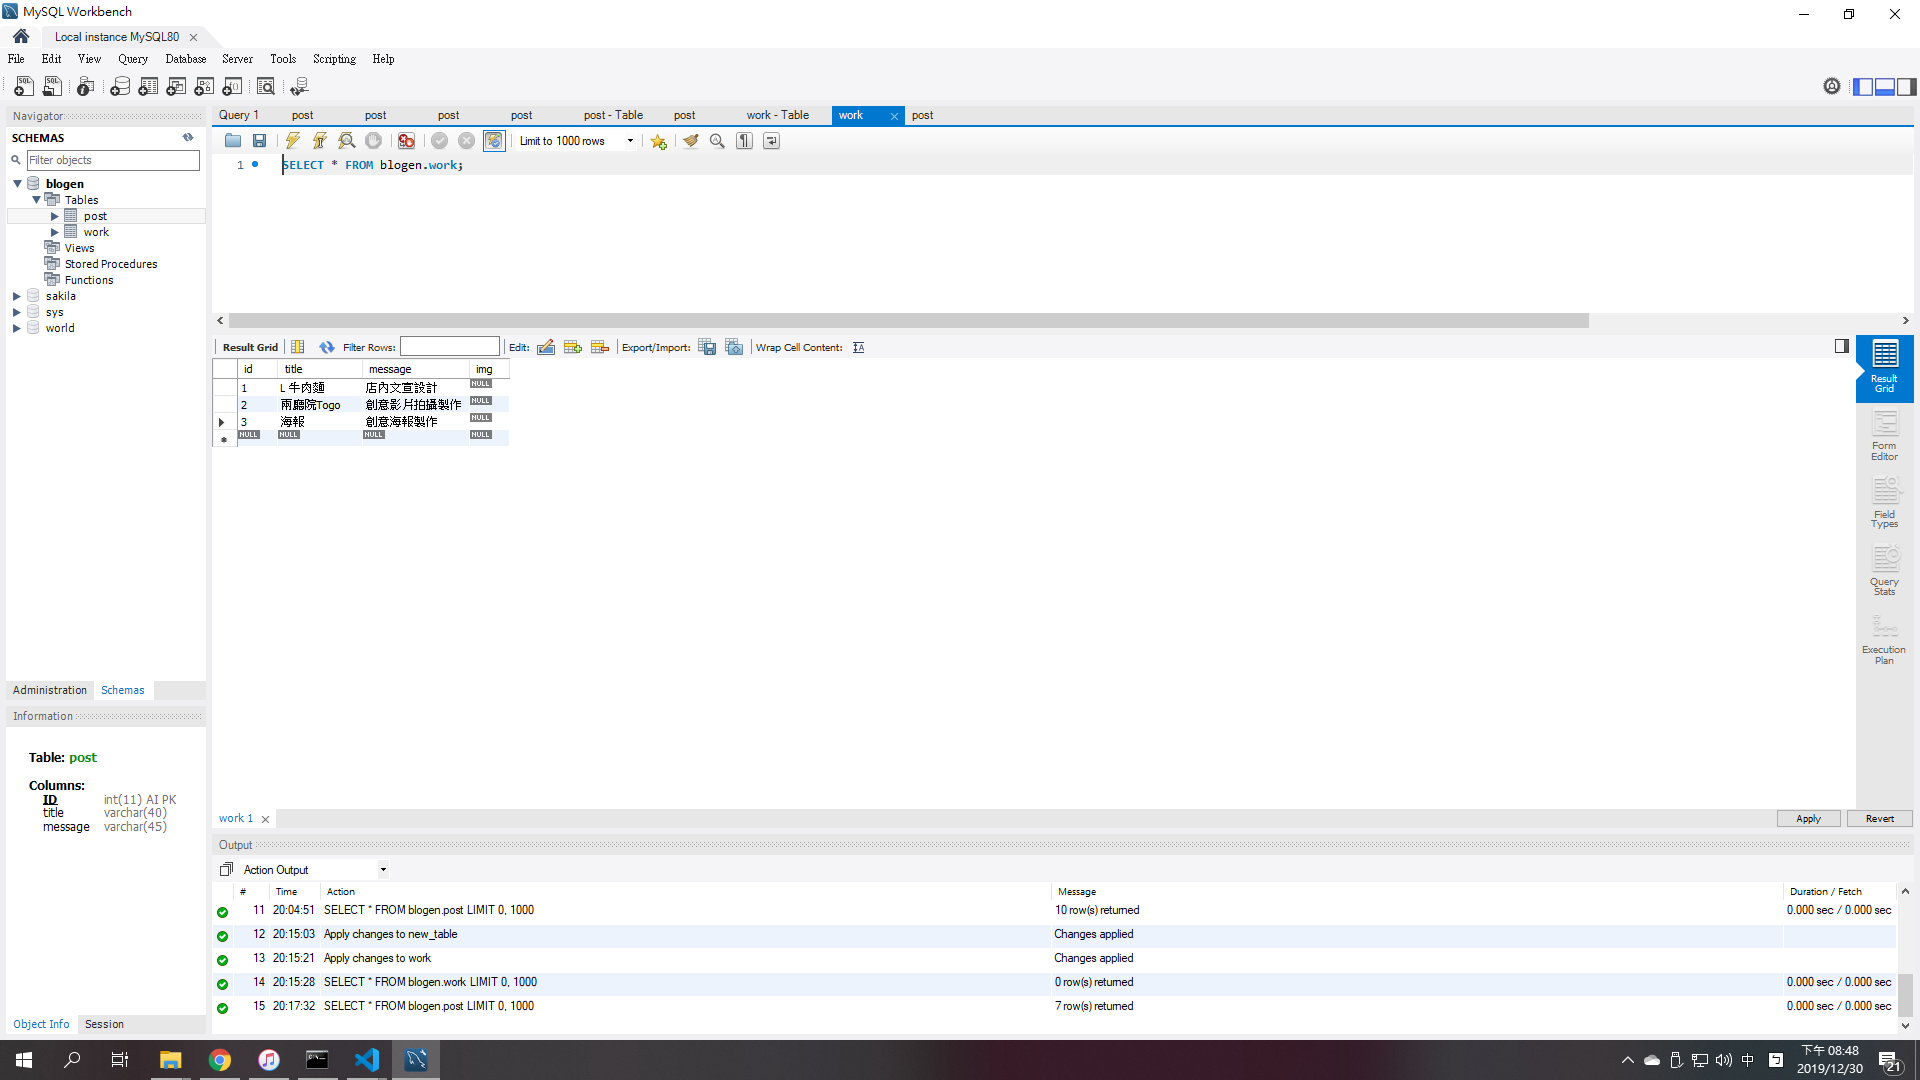 MySQL Workbench
Local instance MySQL80
File Edit View Query Database Server Tools Scripting Help
Navigator
SCHEMAS
Filter objects
blogen
Tables
post
work
Views
Stored Procedures
Functions
sakila
sys
world
Administration Schemas
Information
Table: post
Columns:
ID int(11) AI PK
title varchar(40)
message varchar(45)
Object Info Session
Query 1 post post post post post - Table post work - Table work post
Limit to 1000 rows
1 SELECT * FROM blogen.work;
Result Grid Filter Rows: Edit: Export/Import: Wrap Cell Content:
id title message img
1 L 牛肉麵 店內文宣設計 NULL
2 兩廳院Togo 創意影片拍攝製作 NULL
3 海報 創意海報製作 NULL
NULL NULL NULL NULL
Result Grid
Form Editor
Field Types
Query Stats
Execution Plan
work 1 Apply Revert
Output
Action Output
# Time Action Message Duration / Fetch
11 20:04:51 SELECT * FROM blogen.post LIMIT 0, 1000 10 row(s) returned 0.000 sec / 0.000 sec
12 20:15:03 Apply changes to new_table Changes applied
13 20:15:21 Apply changes to work Changes applied
14 20:15:28 SELECT * FROM blogen.work LIMIT 0, 1000 0 row(s) returned 0.000 sec / 0.000 sec
15 20:17:32 SELECT * FROM blogen.post LIMIT 0, 1000 7 row(s) returned 0.000 sec / 0.000 sec
中 ㄅ 下午 08:48
2019/12/30
21